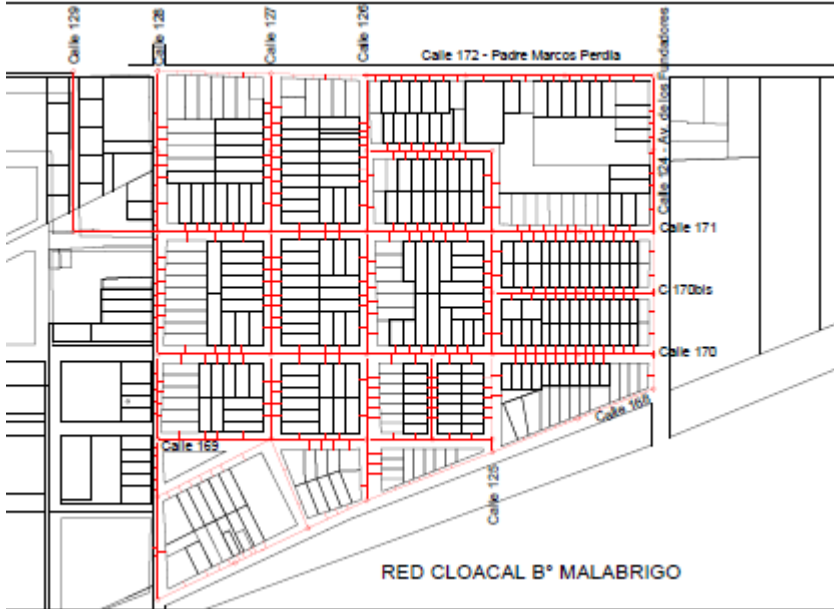 Calle 129
Calle 128
Calle 127
Calle 126
Calle 172 - Padre Marcos Perdia
Calle 124 - Av. de los Fundadores
Calle 171
C-170bis
Calle 170
Calle 168
Calle 169
Calle 125
RED CLOACAL B° MALABRIGO